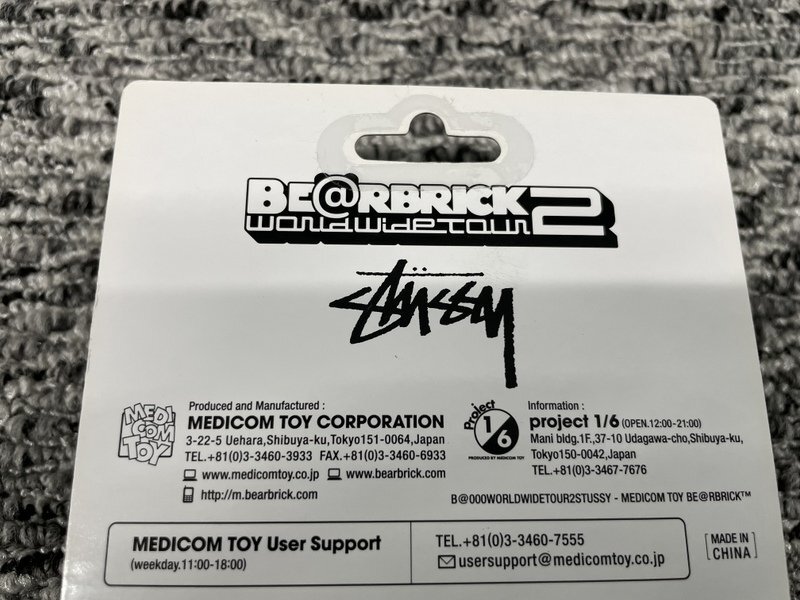 BE@RBRICK
WORLDWIDETOUR 2
STÜSSY
MEDI
COM
TOY
Produced and Manufactured :
MEDICOM TOY CORPORATION
3-22-5 Uehara,Shibuya-ku,Tokyo151-0064,Japan
TEL.+81(0)3-3460-3933 FAX.+81(0)3-3460-6933
www.medicomtoy.co.jp www.bearbrick.com
http://m.bearbrick.com
Project
1/6
PRODUCED BY MEDICOM TOY
Information :
project 1/6 (OPEN.12:00-21:00)
Mani bldg.1F.,37-10 Udagawa-cho,Shibuya-ku,
Tokyo150-0042,Japan
TEL.+81(0)3-3467-7676
B@000WORLDWIDETOUR2STUSSY - MEDICOM TOY BE@RBRICK™
MEDICOM TOY User Support
(weekday.11:00-18:00)
TEL.+81(0)3-3460-7555
usersupport@medicomtoy.co.jp
MADE IN
CHINA